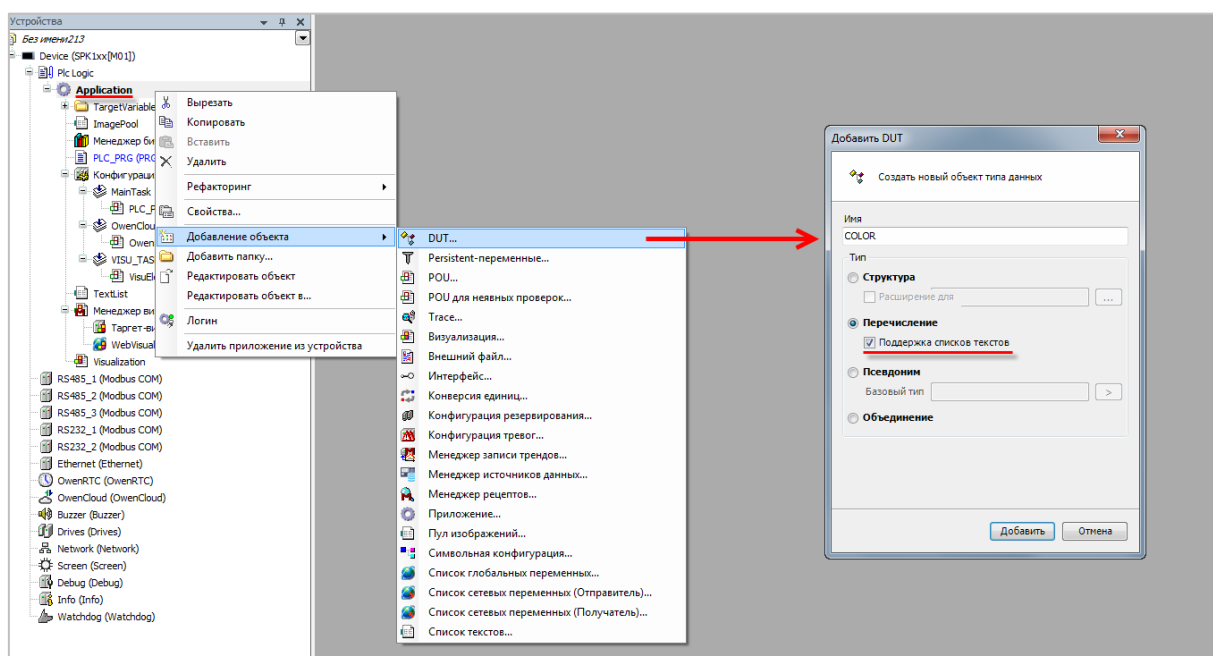 Устройства
Без имени213
Device (SPK1xx[M01])
Plc Logic
Application
TargetVariable
ImagePool
Менеджер би
PLC_PRG (PRG
Конфигураци
MainTask
PLC_P
OwenClou
Owen
VISU_TAS
VisuEl
TextList
Менеджер ви
Таргет-ви
WebVisual
Visualization
RS485_1 (Modbus COM)
RS485_2 (Modbus COM)
RS485_3 (Modbus COM)
RS232_1 (Modbus COM)
RS232_2 (Modbus COM)
Ethernet (Ethernet)
OwenRTC (OwenRTC)
OwenCloud (OwenCloud)
Buzzer (Buzzer)
Drives (Drives)
Network (Network)
Screen (Screen)
Debug (Debug)
Info (Info)
Watchdog (Watchdog)
Вырезать
Копировать
Вставить
Удалить
Рефакторинг
Свойства...
Добавление объекта
Добавить папку...
Редактировать объект
Редактировать объект в...
Логин
Удалить приложение из устройства
DUT...
Persistent-переменные...
POU...
POU для неявных проверок...
Trace...
Визуализация...
Внешний файл...
Интерфейс...
Конверсия единиц...
Конфигурация резервирования...
Конфигурация тревог...
Менеджер записи трендов...
Менеджер источников данных...
Менеджер рецептов...
Приложение...
Пул изображений...
Символьная конфигурация...
Список глобальных переменных...
Список сетевых переменных (Отправитель)...
Список сетевых переменных (Получатель)...
Список текстов...
Добавить DUT
Создать новый объект типа данных
Имя
COLOR
Тип
Структура
Расширение для
...
Перечисление
Поддержка списков текстов
Псевдоним
Базовый тип
>
Объединение
Добавить
Отмена